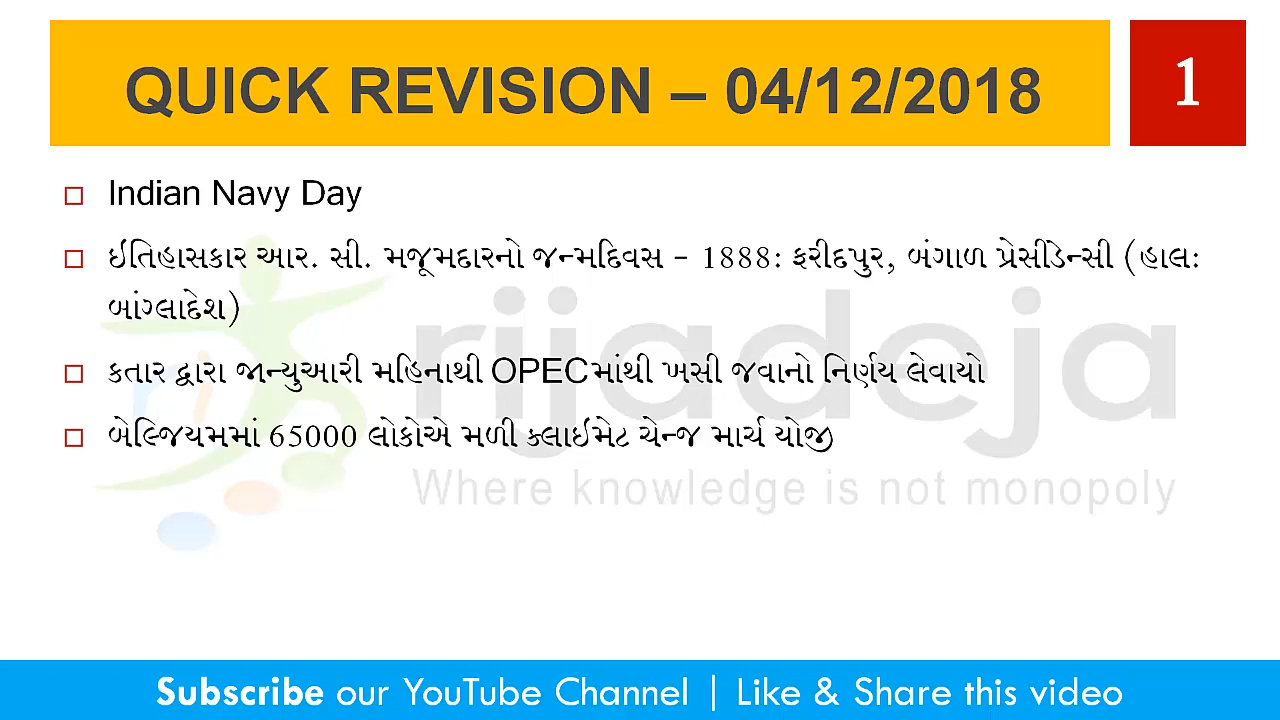 QUICK REVISION – 04/12/2018
1
Indian Navy Day
ઇતિહાસકાર આર. સી. મજૂમદારનો જન્મદિવસ - 1888: ફરીદપુર, બંગાળ પ્રેસીડેન્સી (હાલ:
બાંગ્લાદેશ)
કતાર દ્વારા જાન્યુઆરી મહિનાથી OPECમાંથી ખસી જવાનો નિર્ણય લેવાયો
બેલ્જિયમમાં 65000 લોકોએ મળી ક્લાઇમેટ ચેન્જ માર્ચ યોજી
rijadeja
Where knowledge is not monopoly
Subscribe our YouTube Channel | Like & Share this video